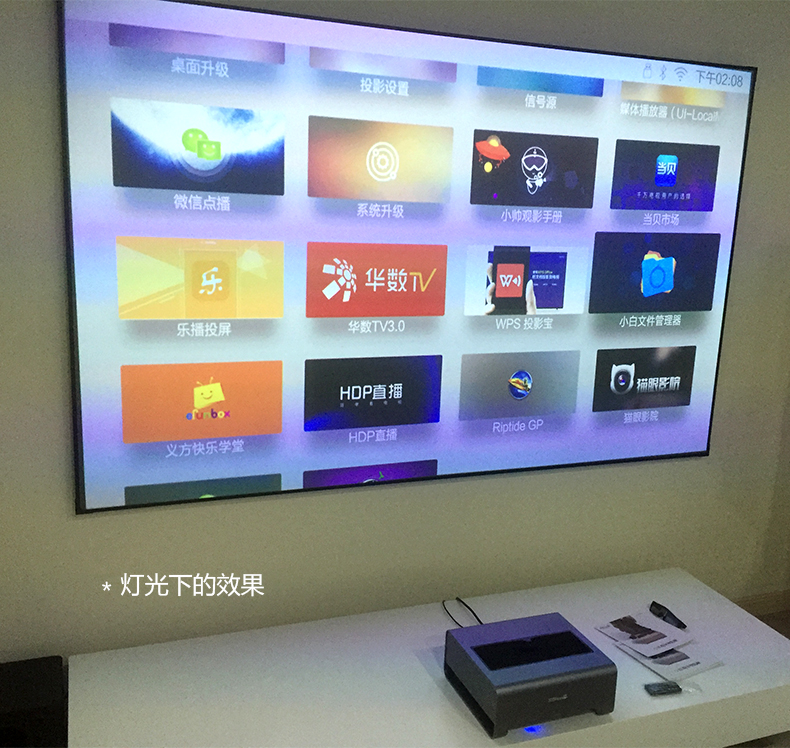 下午02:08
桌面升级
投影设置
信号源
媒体播放器（UI-Local
当贝
微信点播
系统升级
小帅观影手册
当贝市场
乐
华数TV
W
乐播投屏
华数TV3.0
WPS 投影宝
小白文件管理器
HDP直播
猫眼影院
义方快乐学堂
HDP直播
Riptide GP
猫眼影院
* 灯光下的效果